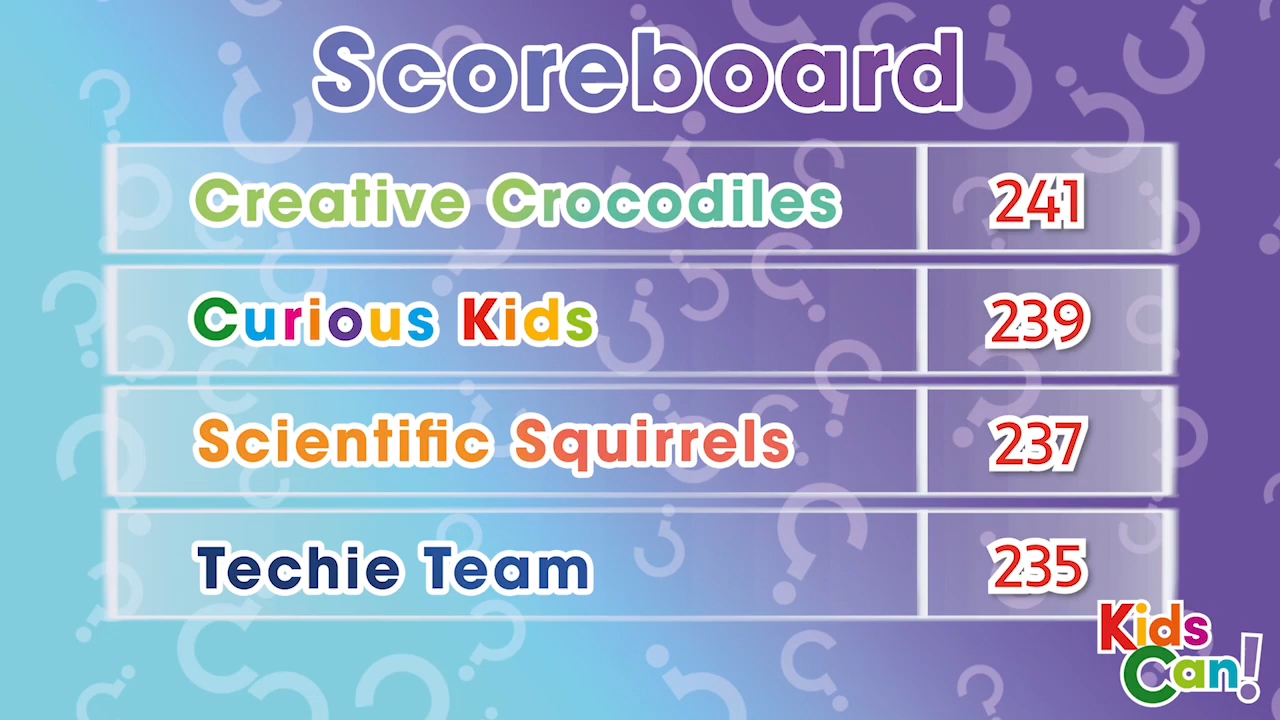 Scoreboard
Creative Crocodiles 241
Curious Kids 239
Scientific Squirrels 237
Techie Team 235
Kids
Can!